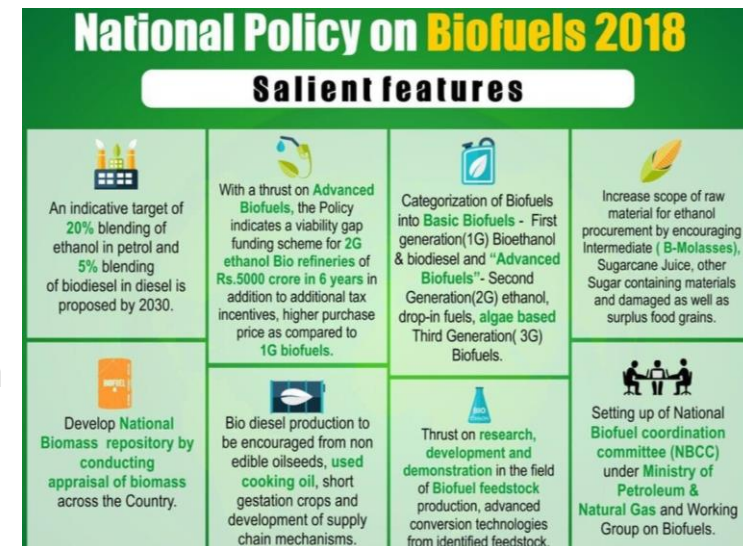 National Policy on Biofuels 2018
Salient features
An indicative target of
20% blending of
ethanol in petrol and
5% blending
of biodiesel in diesel is
proposed by 2030.
With a thrust on Advanced
Biofuels, the Policy
indicates a viability gap
funding scheme for 2G
ethanol Bio refineries of
Rs.5000 crore in 6 years in
addition to additional tax
incentives, higher purchase
price as compared to
1G biofuels.
Categorization of Biofuels
into Basic Biofuels - First
generation(1G) Bioethanol
& biodiesel and “Advanced
Biofuels”- Second
Generation(2G) ethanol,
drop-in fuels, algae based
Third Generation( 3G)
Biofuels.
Increase scope of raw
material for ethanol
procurement by encouraging
Intermediate ( B-Molasses),
Sugarcane Juice, other
Sugar containing materials
and damaged as well as
surplus food grains.
BIOFUEL
Develop National
Biomass repository by
conducting
appraisal of biomass
across the Country.
Bio diesel production to
be encouraged from non
edible oilseeds, used
cooking oil, short
gestation crops and
development of supply
chain mechanisms.
BIO
Thrust on research,
development and
demonstration in the field
of Biofuel feedstock
production, advanced
conversion technologies
from identified feedstock.
Setting up of National
Biofuel coordination
committee (NBCC)
under Ministry of
Petroleum &
Natural Gas and Working
Group on Biofuels.